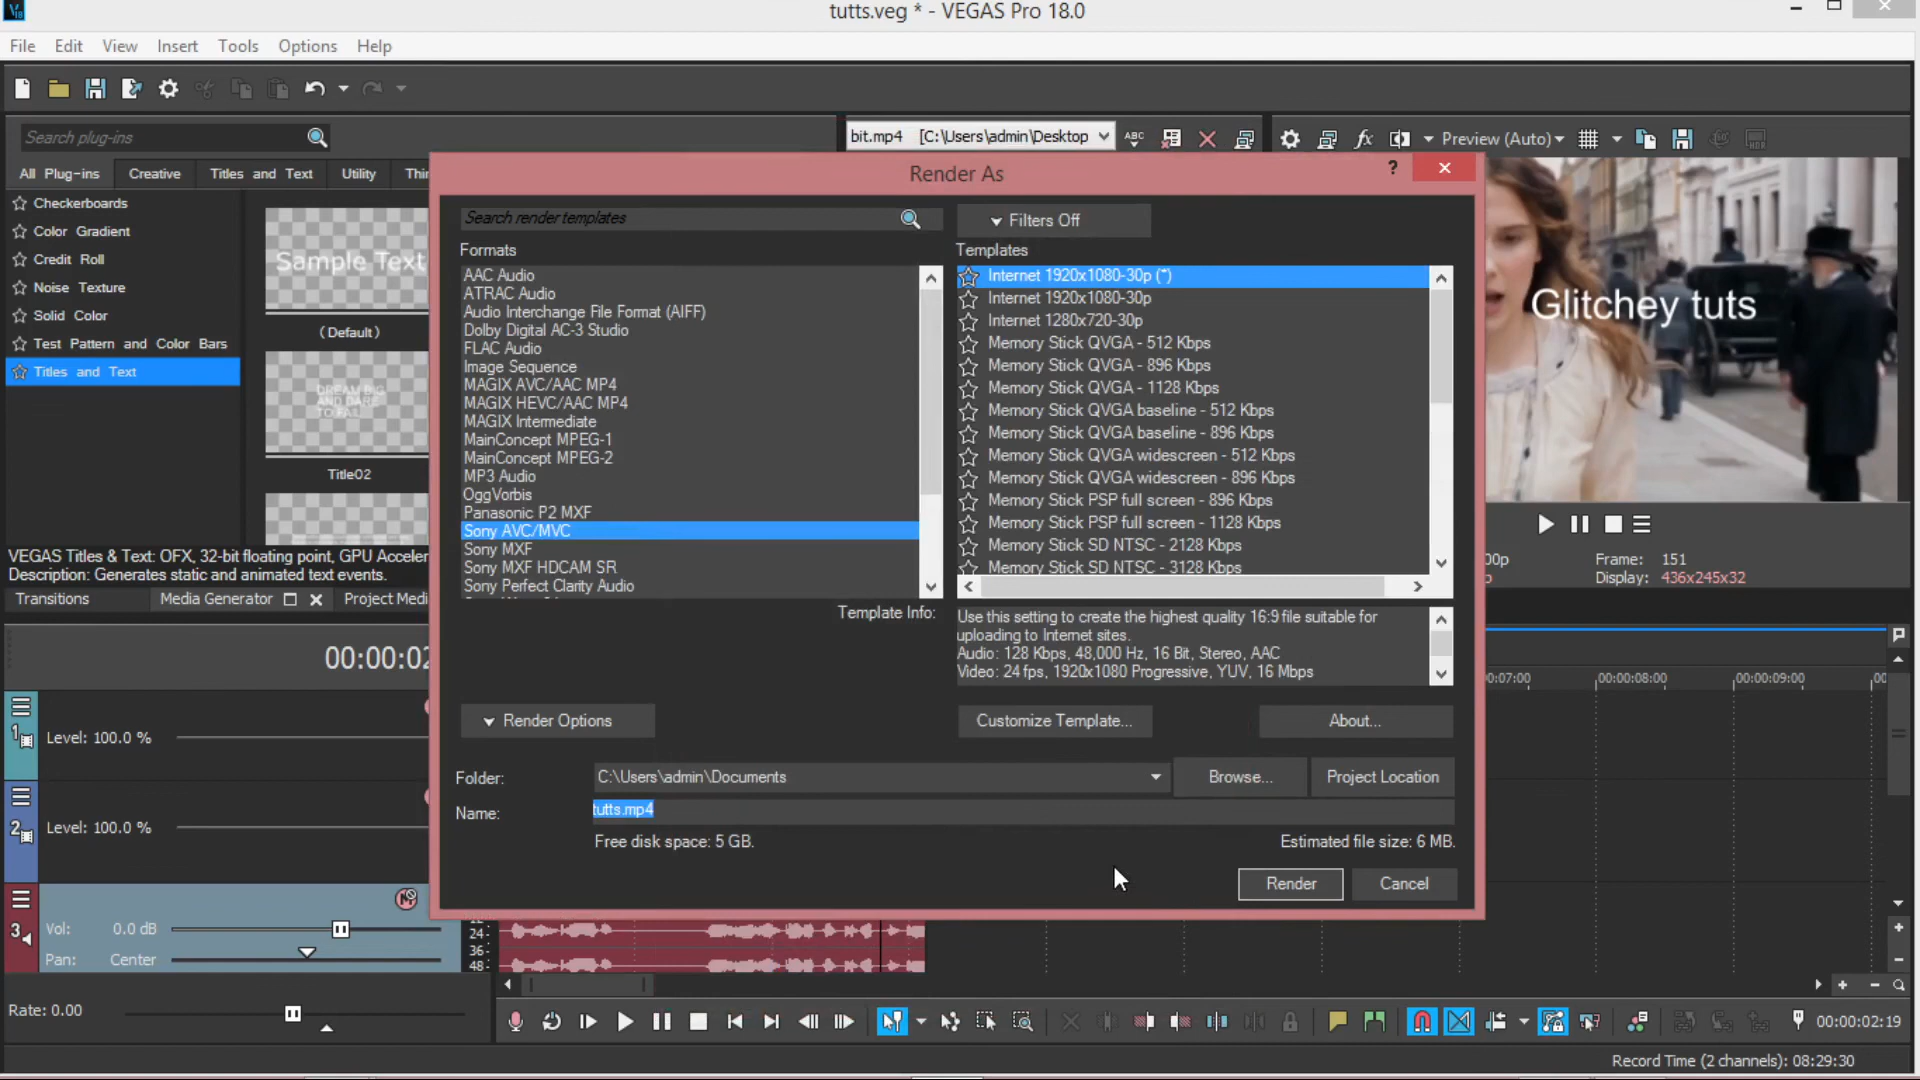 tutts.veg * - VEGAS Pro 18.0
File Edit View Insert Tools Options Help
Search plug-ins
bit.mp4 [C:\Users\admin\Desktop
Preview (Auto)
All Plug-ins Creative Titles and Text Utility
Checkerboards
Color Gradient
Credit Roll
Noise Texture
Solid Color
Test Pattern and Color Bars
Titles and Text
Sample Text
(Default)
DREAM BIG
AND DARE
TO FAIL
Title02
VEGAS Titles & Text: OFX, 32-bit floating point, GPU Acceler
Description: Generates static and animated text events.
Transitions Media Generator Project Medi
Render As
?
Search render templates
Filters Off
Formats
AAC Audio
ATRAC Audio
Audio Interchange File Format (AIFF)
Dolby Digital AC-3 Studio
FLAC Audio
Image Sequence
MAGIX AVC/AAC MP4
MAGIX HEVC/AAC MP4
MAGIX Intermediate
MainConcept MPEG-1
MainConcept MPEG-2
MP3 Audio
OggVorbis
Panasonic P2 MXF
Sony AVC/MVC
Sony MXF
Sony MXF HDCAM SR
Sony Perfect Clarity Audio
Templates
Internet 1920x1080-30p (*)
Internet 1920x1080-30p
Internet 1280x720-30p
Memory Stick QVGA - 512 Kbps
Memory Stick QVGA - 896 Kbps
Memory Stick QVGA - 1128 Kbps
Memory Stick QVGA baseline - 512 Kbps
Memory Stick QVGA baseline - 896 Kbps
Memory Stick QVGA widescreen - 512 Kbps
Memory Stick QVGA widescreen - 896 Kbps
Memory Stick PSP full screen - 896 Kbps
Memory Stick PSP full screen - 1128 Kbps
Memory Stick SD NTSC - 2128 Kbps
Memory Stick SD NTSC - 3128 Kbps
Template Info:
Use this setting to create the highest quality 16:9 file suitable for
uploading to Internet sites.
Audio: 128 Kbps, 48,000 Hz, 16 Bit, Stereo, AAC
Video: 24 fps, 1920x1080 Progressive, YUV, 16 Mbps
Render Options
Customize Template...
About...
Folder: C:\Users\admin\Documents
Browse...
Project Location
Name: tutts.mp4
Free disk space: 5 GB.
Estimated file size: 6 MB.
Render
Cancel
Glitchey tuts
Frame: 151
Display: 436x245x32
00:00:02
00:00:08:00 00:00:09:00
1 Level: 100.0 %
2 Level: 100.0 %
3 Vol: 0.0 dB
Pan: Center
24-
36-
48-
Rate: 0.00
00:00:02:19
Record Time (2 channels): 08:29:30